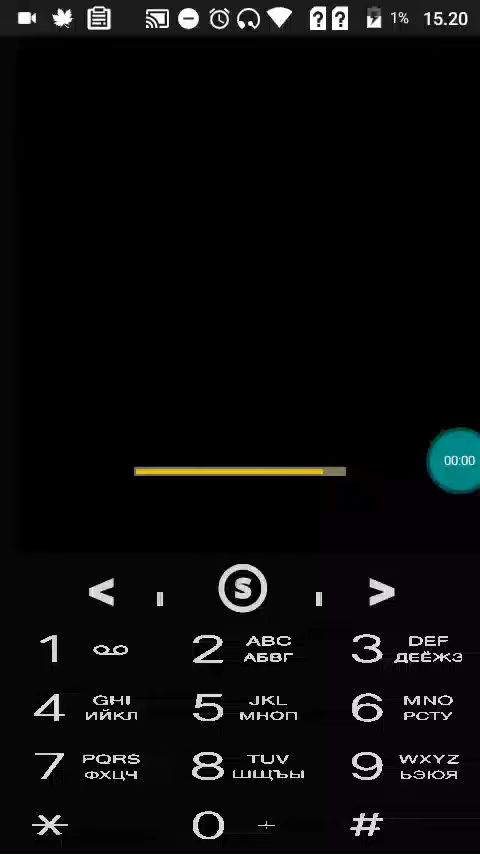 ? ? 1% 15.20
00:00
< S >
1 2 ABC 3 DEF
АБВГ ДЕЁЖЗ
4 GHI 5 JKL 6 MNO
ИЙКЛ МНОП РСТУ
7 PQRS 8 TUV 9 WXYZ
ФХЦЧ ШЩЪЫ ЬЭЮЯ
* 0 + #